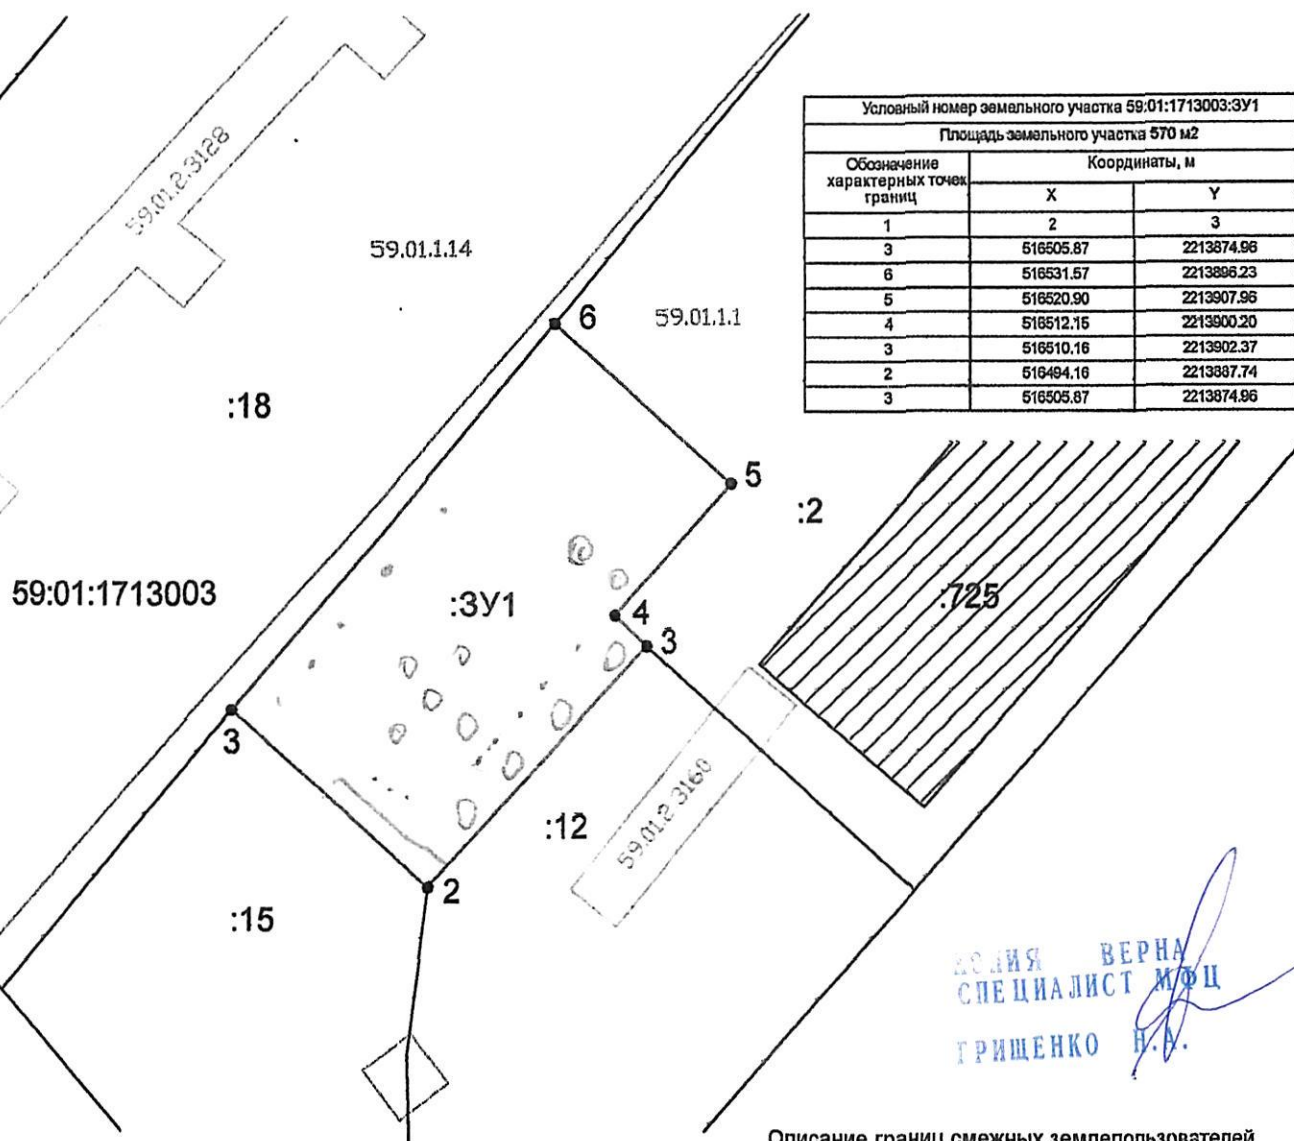 Условный номер земельного участка 59:01:1713003:ЗУ1
Площадь земельного участка 570 м2
Обозначение характерных точек границ
Координаты, м
X Y
1 2 3
3 516505.87 2213874.96
6 516531.57 2213896.23
5 516520.90 2213907.96
4 516512.15 2213900.20
3 516510.16 2213902.37
2 516494.16 2213887.74
3 516505.87 2213874.96
59.01.2.3128
59.01.1.14
6
59.01.1.1
:18
5
:2
59:01:1713003
:ЗУ1
:725
4
3
3
59.01.2.3160
:12
2
:15
ВЕРНА
СПЕЦИАЛИСТ МФЦ
ГРИЩЕНКО Н.А.
Описание границ смежных землепользователей